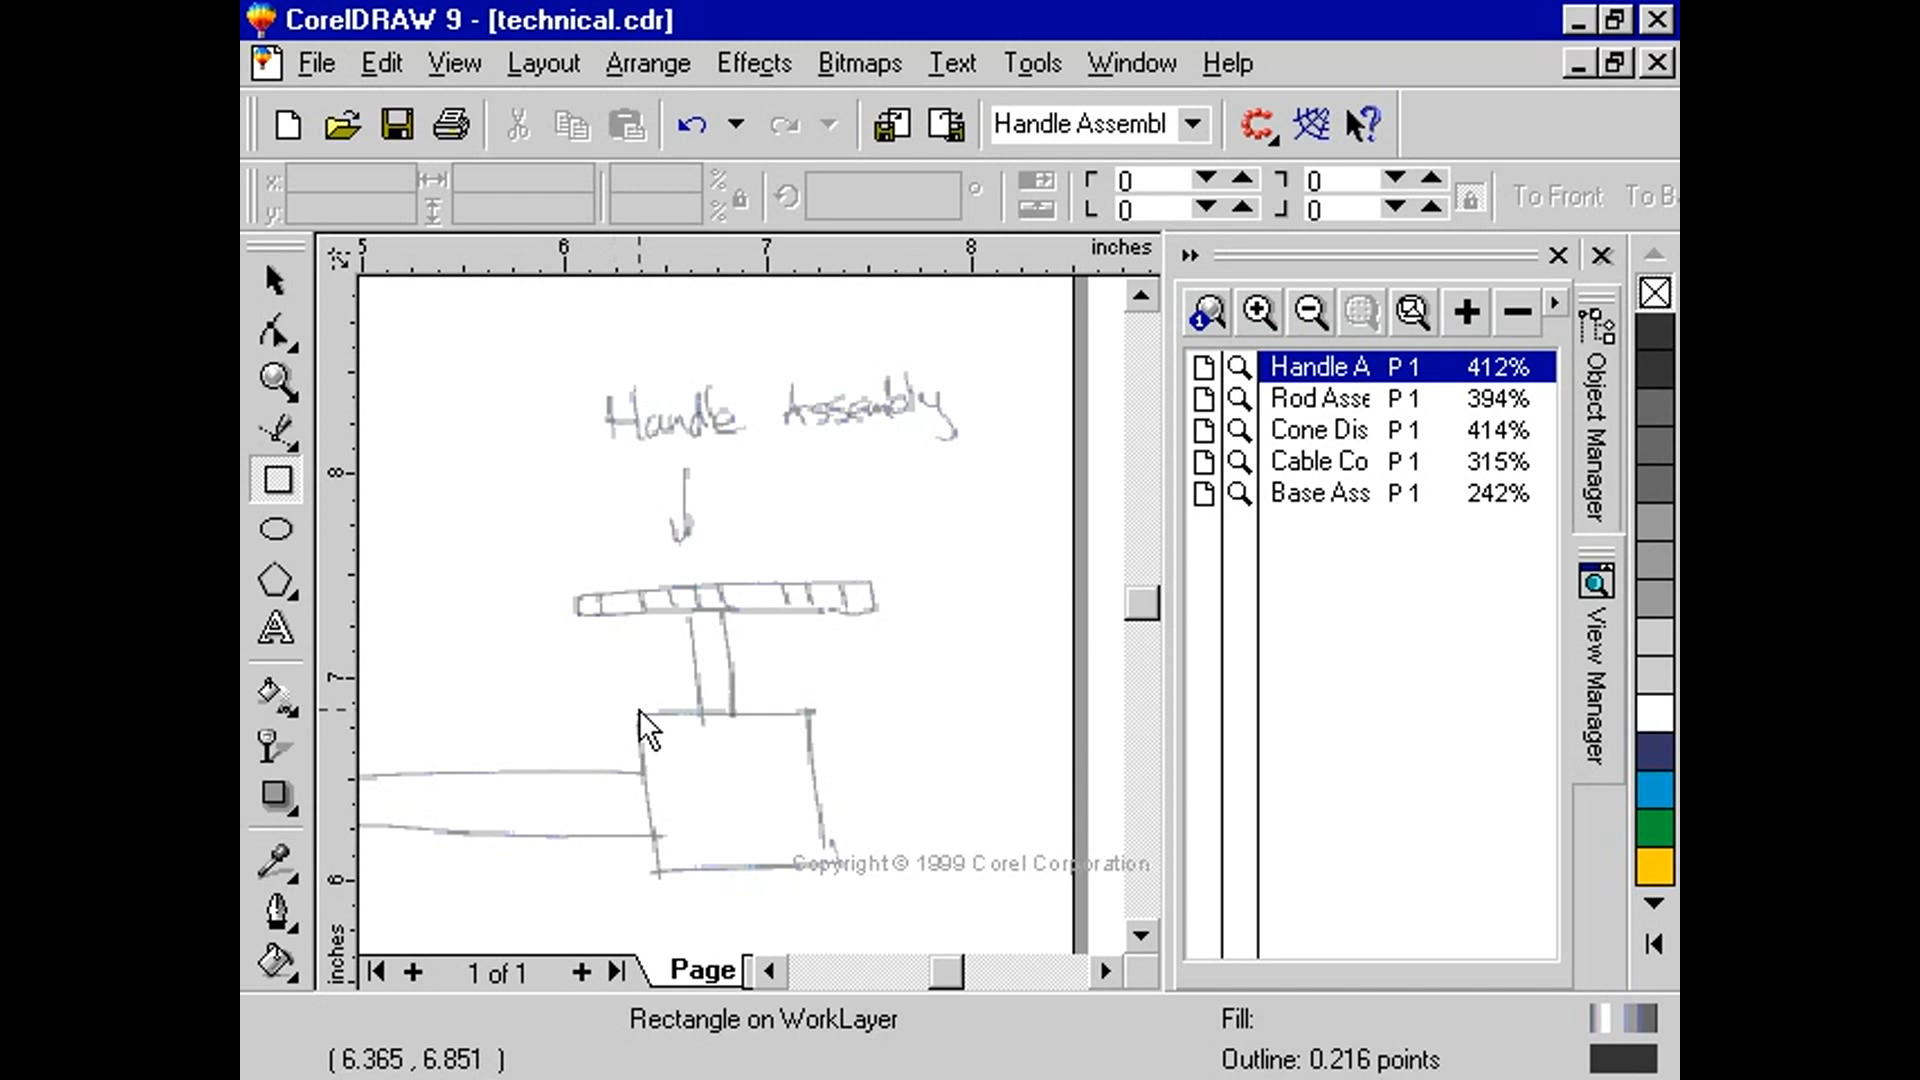 CorelDRAW 9 - [technical.cdr]
File Edit View Layout Arrange Effects Bitmaps Text Tools Window Help
Handle Assembl
x: % 0 0 To Front To B
y: % 0 0
5 6 7 8 inches
Handle Assembly
8
7
6
inches
Copyright © 1999 Corel Corporation
1 of 1 Page
Handle A P 1 412%
Rod Asse P 1 394%
Cone Dis P 1 414%
Cable Co P 1 315%
Base Ass P 1 242%
Object Manager
View Manager
Rectangle on WorkLayer Fill:
( 6.365 , 6.851 ) Outline: 0.216 points